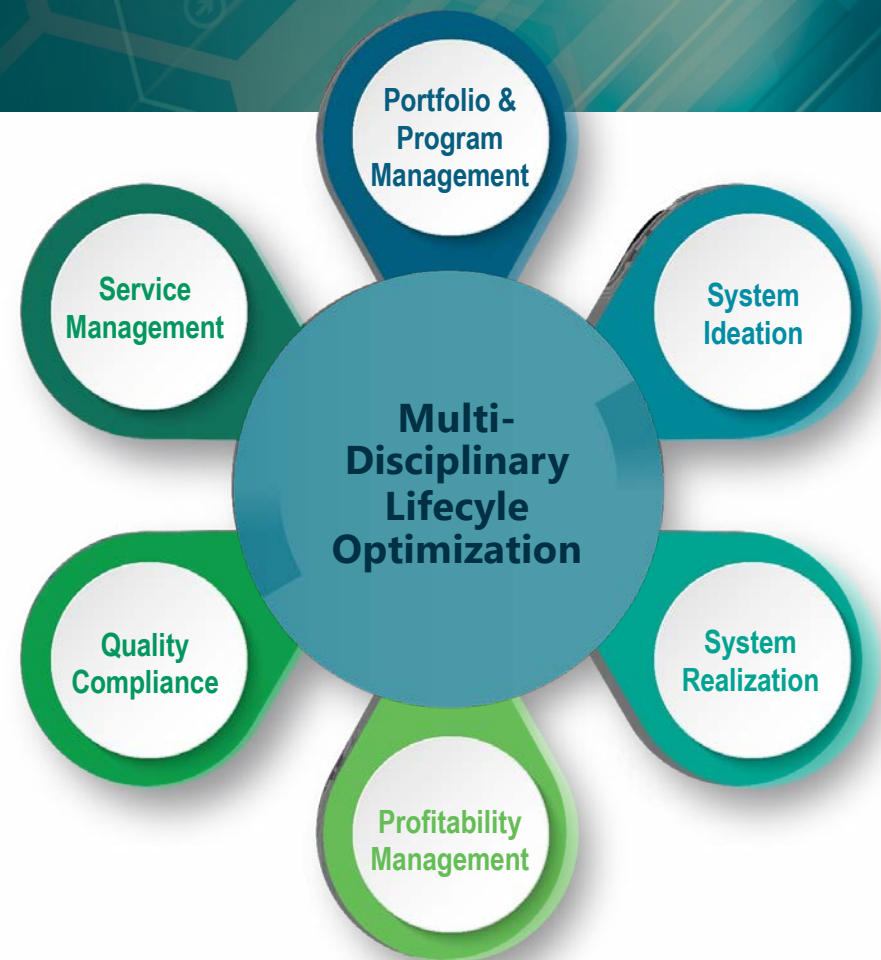 Portfolio &
Program
Management
Service
Management
System
Ideation
Multi-
Disciplinary
Lifecyle
Optimization
Quality
Compliance
System
Realization
Profitability
Management